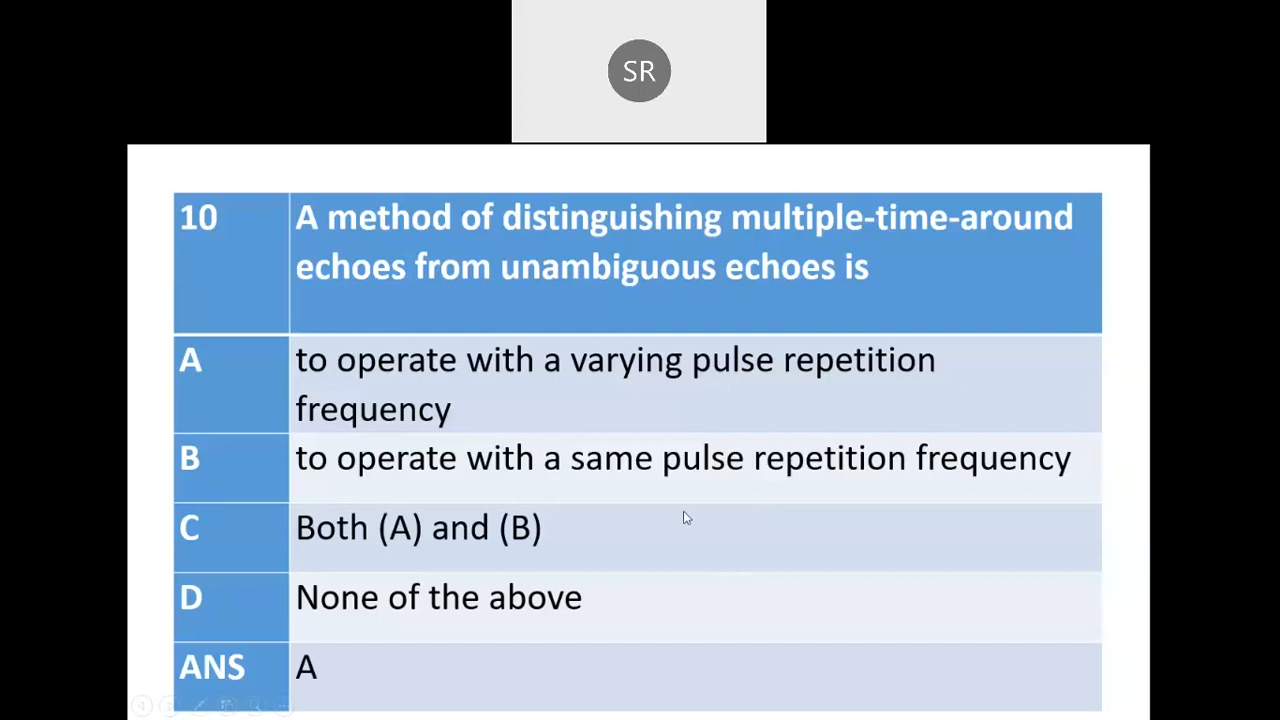 SR
10 A method of distinguishing multiple-time-around
echoes from unambiguous echoes is
A to operate with a varying pulse repetition
frequency
B to operate with a same pulse repetition frequency
C Both (A) and (B)
D None of the above
ANS A